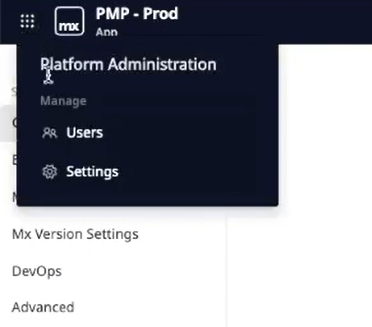 PMP - Prod
mx
App
Platform Administration
Manage
Users
Settings
Mx Version Settings
DevOps
Advanced